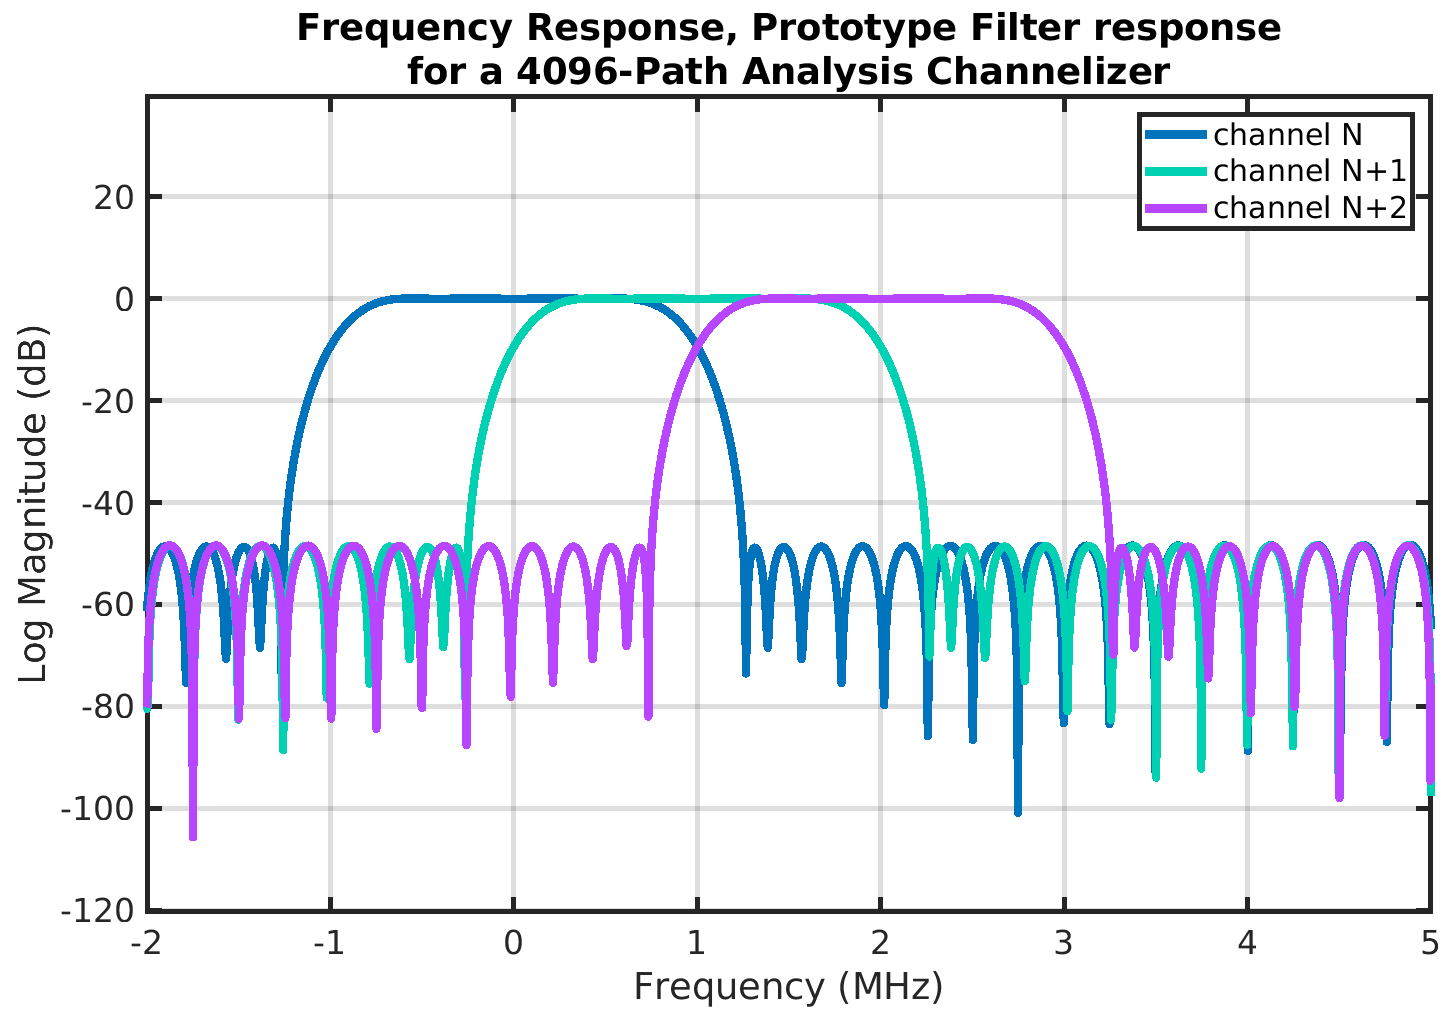 Frequency Response, Prototype Filter response
for a 4096-Path Analysis Channelizer
channel N
channel N+1
channel N+2
20
0
-20
-40
-60
-80
-100
-120
Log Magnitude (dB)
-2 -1 0 1 2 3 4 5
Frequency (MHz)